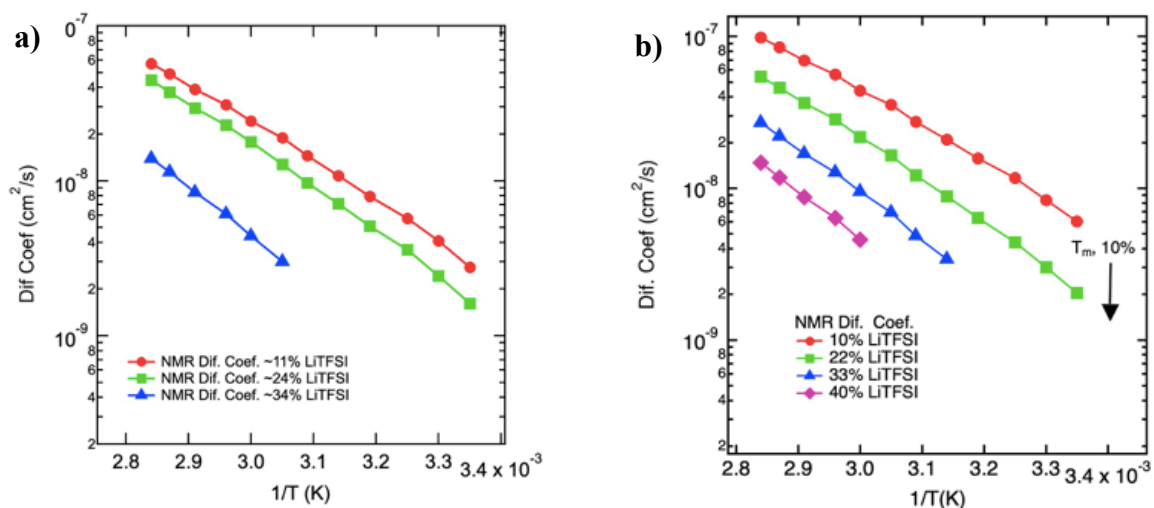 a)
0⁻⁷
8
6
4
2
10⁻⁸
8
6
4
2
10⁻⁹
8
6
4
2
Dif Coef (cm²/s)
NMR Dif. Coef. ~11% LiTFSI
NMR Dif. Coef. ~24% LiTFSI
NMR Dif. Coef. ~34% LiTFSI
2.8 2.9 3.0 3.1 3.2 3.3 3.4 x 10⁻³
1/T (K)
b)
10⁻⁷
8
6
4
2
10⁻⁸
8
6
4
2
10⁻⁹
8
6
4
2
Dif. Coef (cm²/s)
Tₘ, 10%
NMR Dif. Coef.
10% LiTFSI
22% LiTFSI
33% LiTFSI
40% LiTFSI
2.8 2.9 3.0 3.1 3.2 3.3 3.4 x 10⁻³
1/T(K)